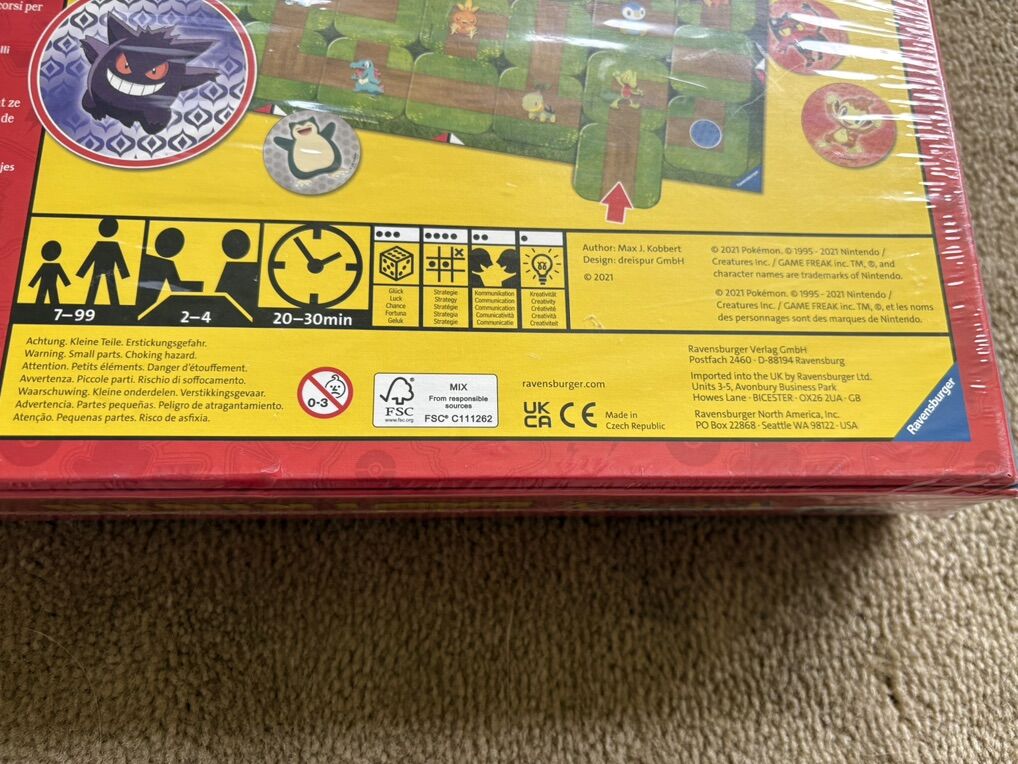 corsi per
lli
ıt ze
de
jes
7–99
2–4
20–30min
Glück
Luck
Chance
Fortuna
Geluk
Strategie
Strategy
Stratégie
Strategia
Strategie
Kommunikation
Communication
Communication
Comunicatività
Communicatie
Kreativität
Creativity
Créativité
Creatività
Creativiteit
Author: Max J. Kobbert
Design: dreispur GmbH
© 2021
© 2021 Pokémon. © 1995 - 2021 Nintendo /
Creatures Inc. / GAME FREAK inc. TM, ®, and
character names are trademarks of Nintendo.
© 2021 Pokémon. © 1995 - 2021 Nintendo /
Creatures Inc. / GAME FREAK inc. TM, ®, et les noms
des personnages sont des marques de Nintendo.
Achtung. Kleine Teile. Erstickungsgefahr.
Warning. Small parts. Choking hazard.
Attention. Petits éléments. Danger d'étouffement.
Avvertenza. Piccole parti. Rischio di soffocamento.
Waarschuwing. Kleine onderdelen. Verstikkingsgevaar.
Advertencia. Partes pequeñas. Peligro de atragantamiento.
Atenção. Pequenas partes. Risco de asfixia.
0-3
FSC
www.fsc.org
MIX
From responsible
sources
FSC® C111262
ravensburger.com
UK
CA CE
Made in
Czech Republic
Ravensburger Verlag GmbH
Postfach 2460 · D-88194 Ravensburg
Imported into the UK by Ravensburger Ltd.
Units 3-5, Avonbury Business Park
Howes Lane · BICESTER · OX26 2UA · GB
Ravensburger North America, Inc.
PO Box 22868 · Seattle WA 98122 · USA
Ravensburger